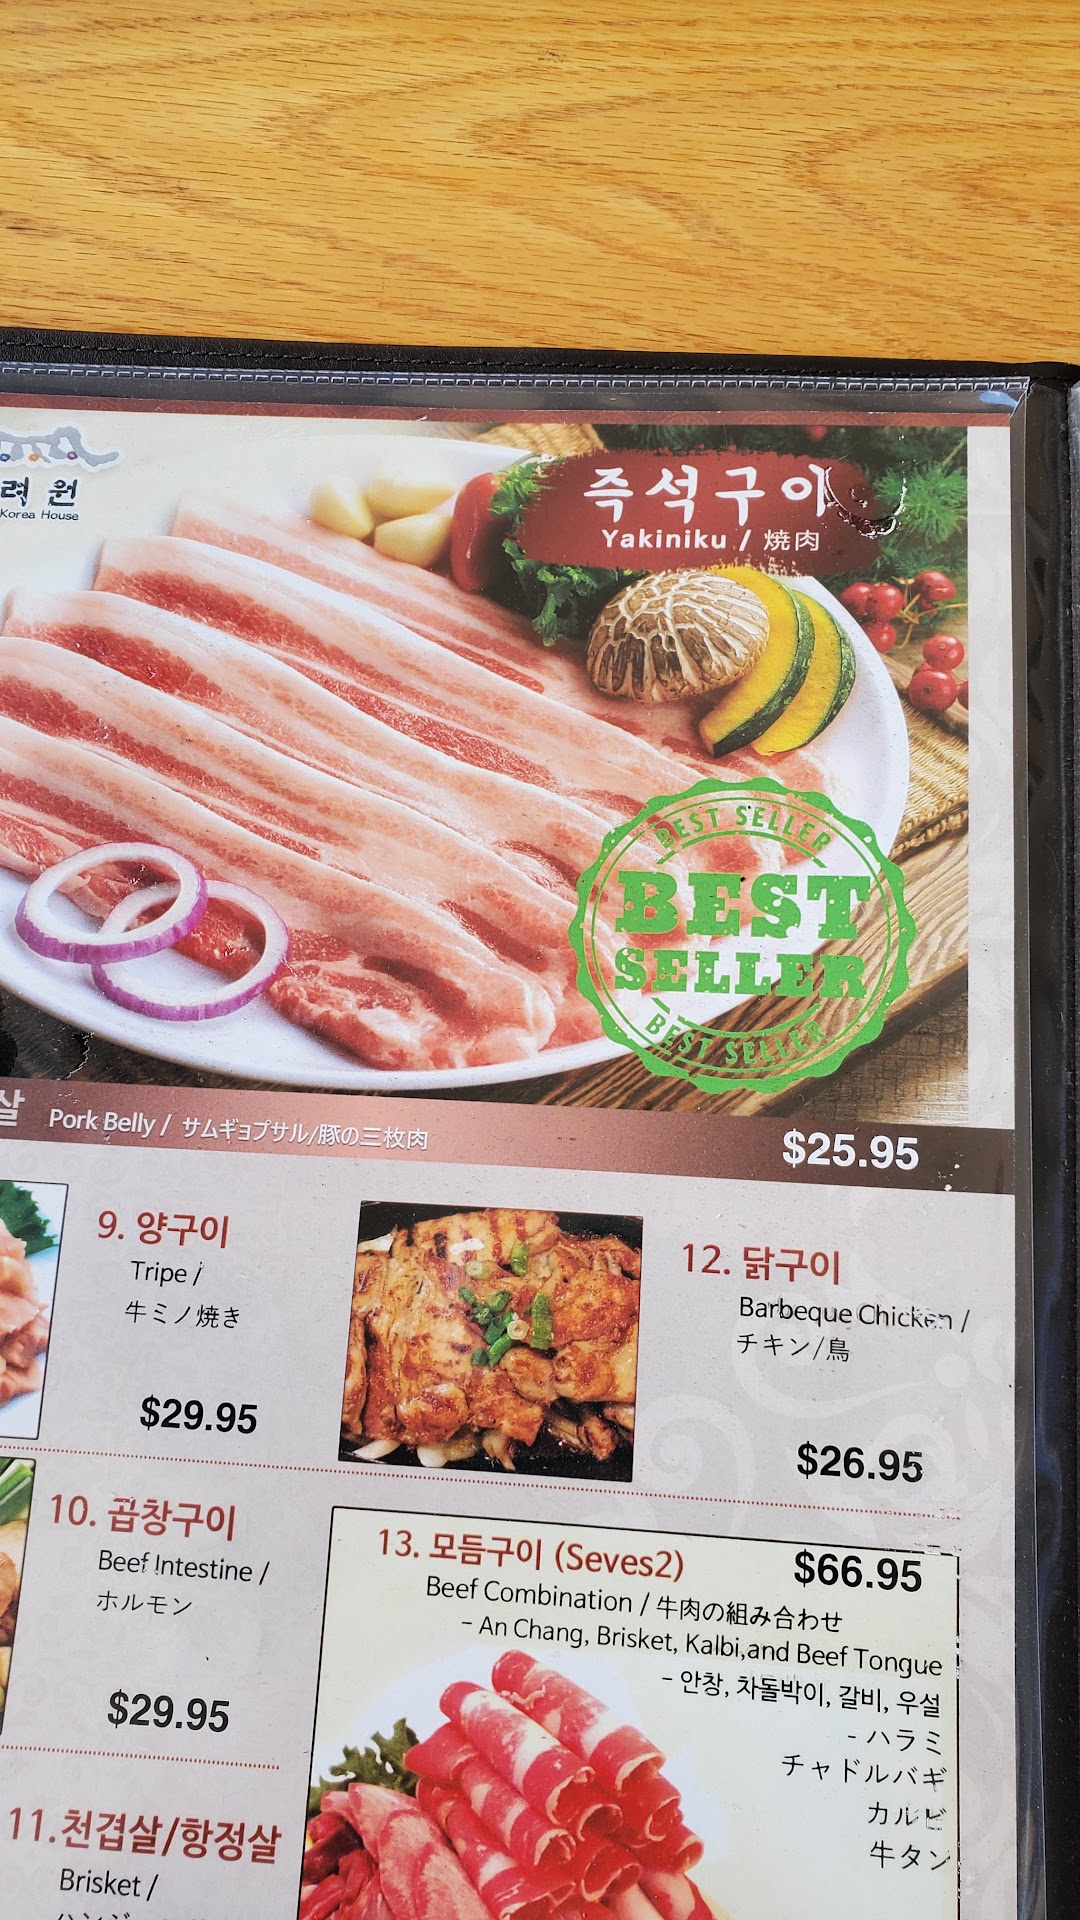 려 원
Korea House
즉석구이
Yakiniku / 焼肉
BEST SELLER
BEST
SELLER
BEST SELLER
살 Pork Belly / サムギョプサル/豚の三枚肉
$25.95
9. 양구이
Tripe /
牛ミノ焼き
$29.95
12. 닭구이
Barbeque Chicken /
チキン/鳥
$26.95
10. 곱창구이
Beef Intestine /
ホルモン
$29.95
13. 모듬구이 (Seves2) $66.95
Beef Combination / 牛肉の組み合わせ
- An Chang, Brisket, Kalbi,and Beef Tongue
- 안창, 차돌박이, 갈비, 우설
- ハラミ
チャドルバギ
カルビ
牛タン
11.천겹살/항정살
Brisket /